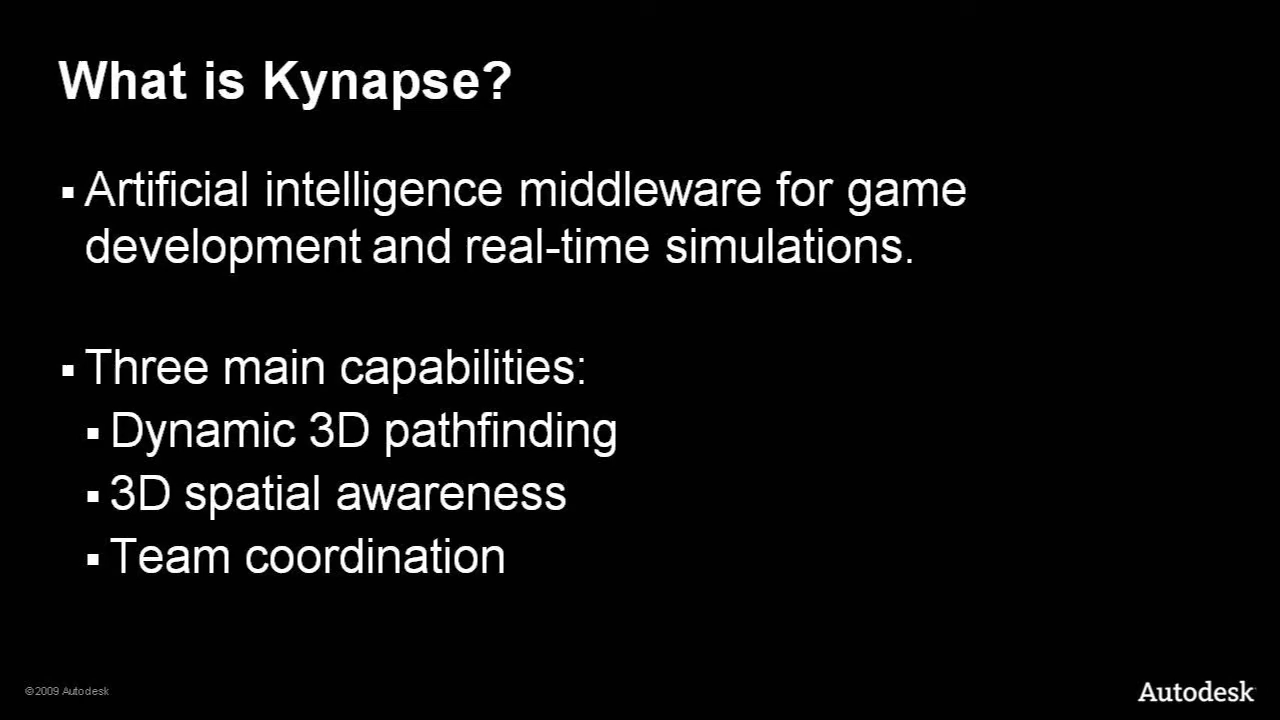 What is Kynapse?
▪ Artificial intelligence middleware for game
development and real-time simulations.
▪ Three main capabilities:
▪ Dynamic 3D pathfinding
▪ 3D spatial awareness
▪ Team coordination
© 2009 Autodesk
Autodesk